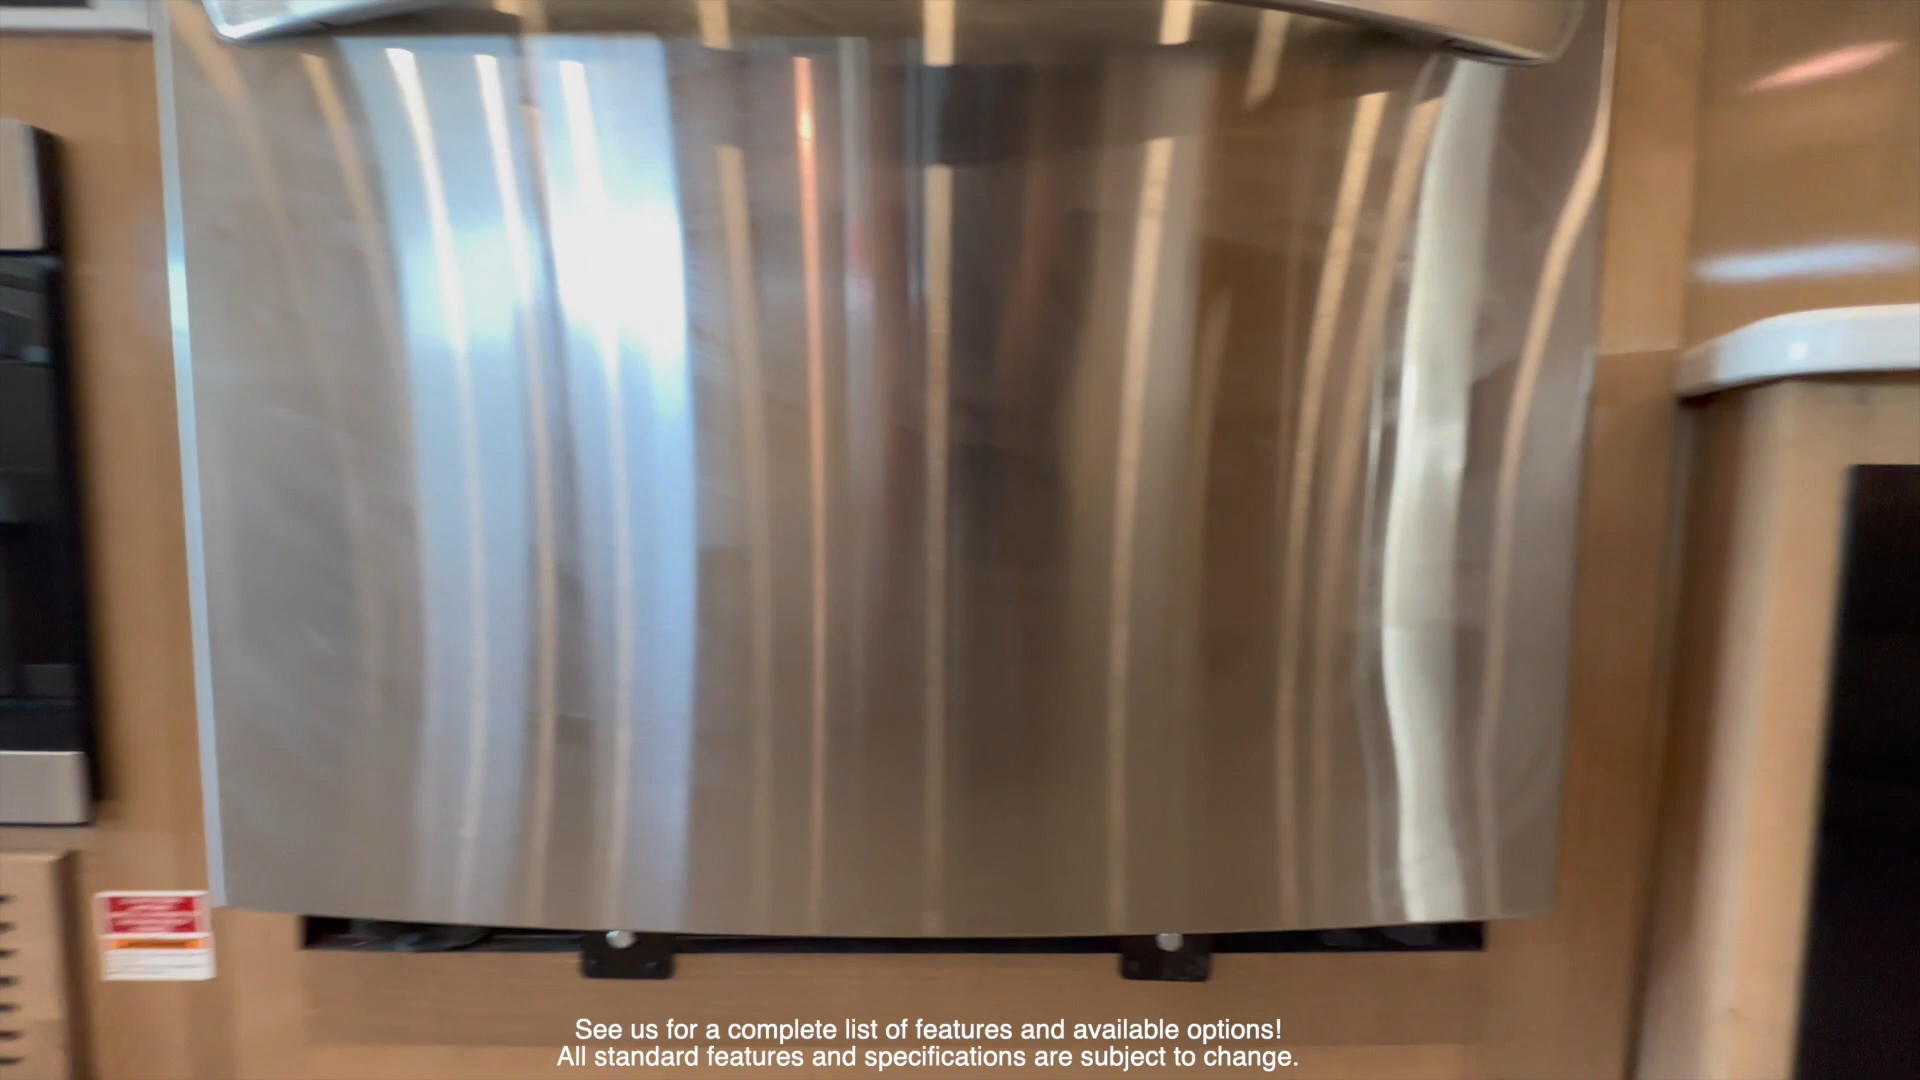 See us for a complete list of features and available options!
All standard features and specifications are subject to change.